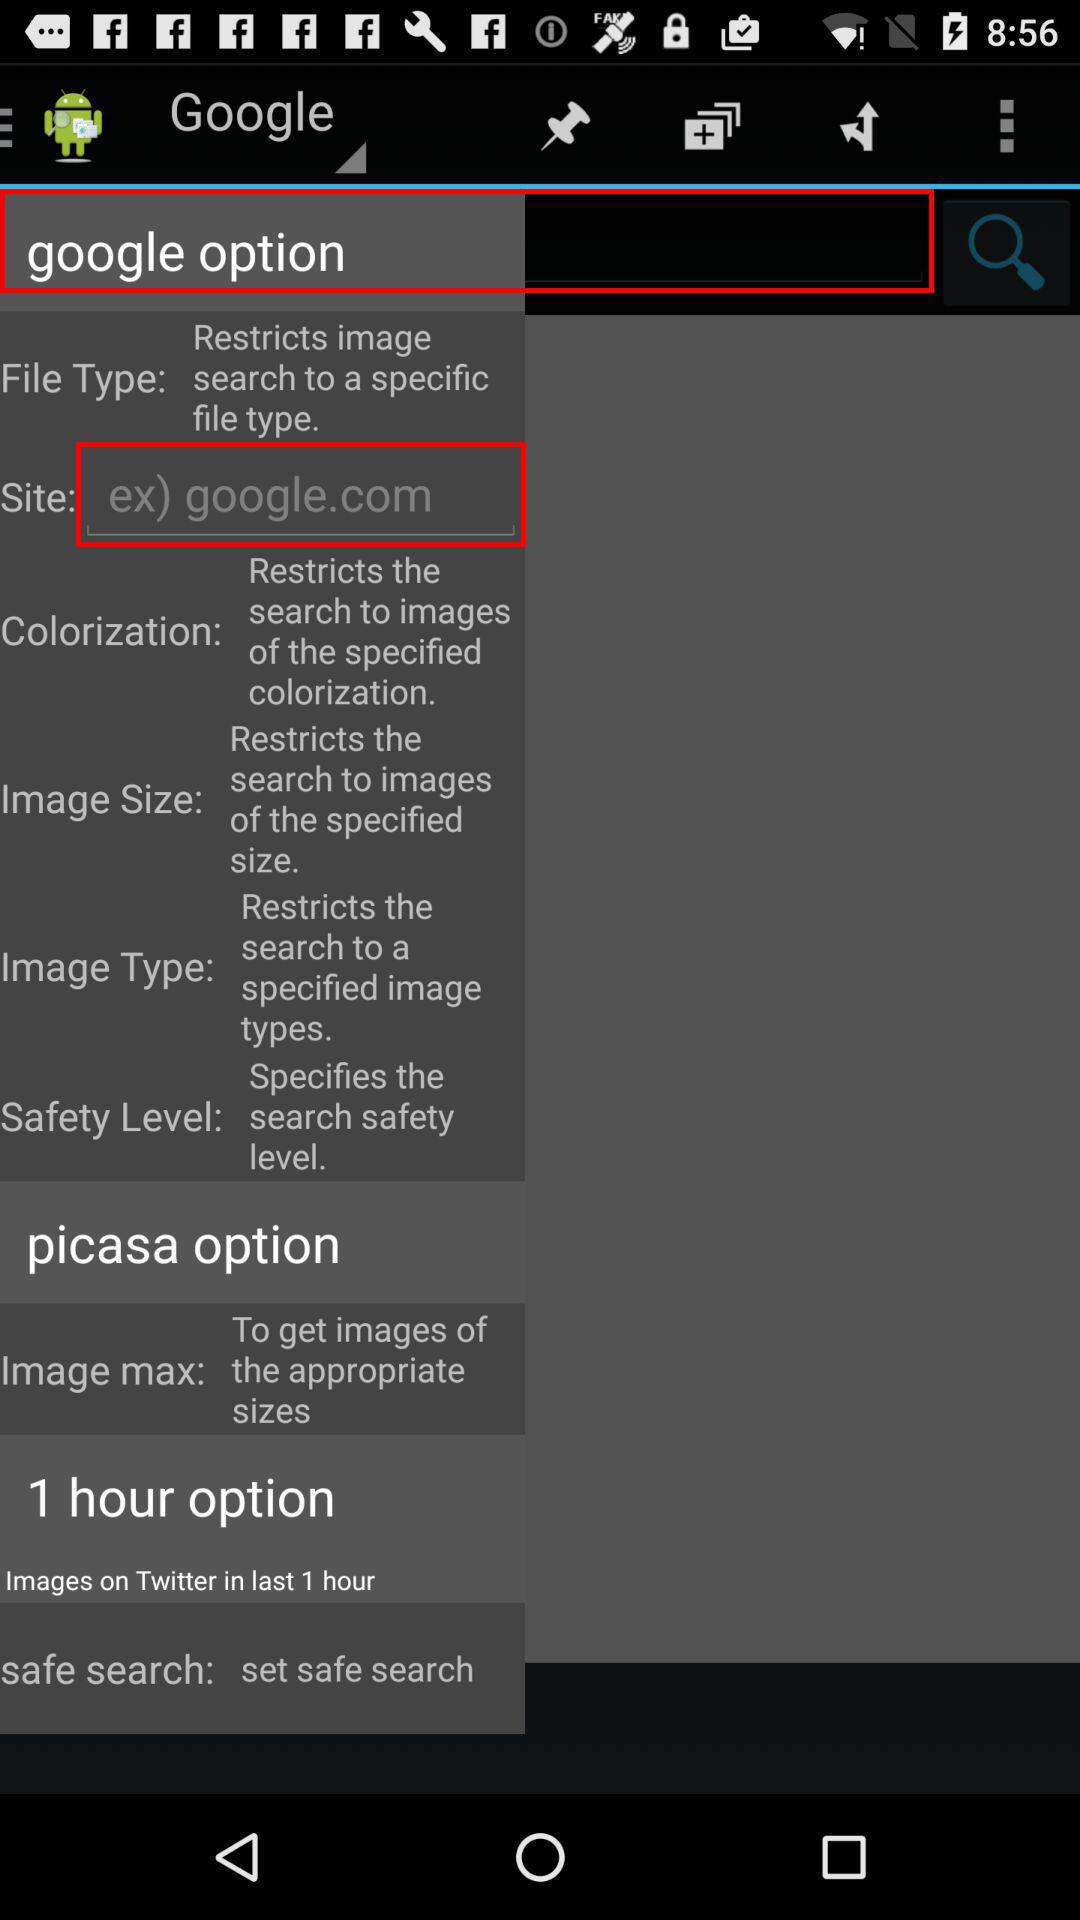 FAK
8:56
Google
google option
File Type:
Restricts image
search to a specific
file type.
Site:
ex) google.com
Colorization:
Restricts the
search to images
of the specified
colorization.
Image Size:
Restricts the
search to images
of the specified
size.
Image Type:
Restricts the
search to a
specified image
types.
Safety Level:
Specifies the
search safety
level.
picasa option
Image max:
To get images of
the appropriate
sizes
1 hour option
Images on Twitter in last 1 hour
safe search:
set safe search